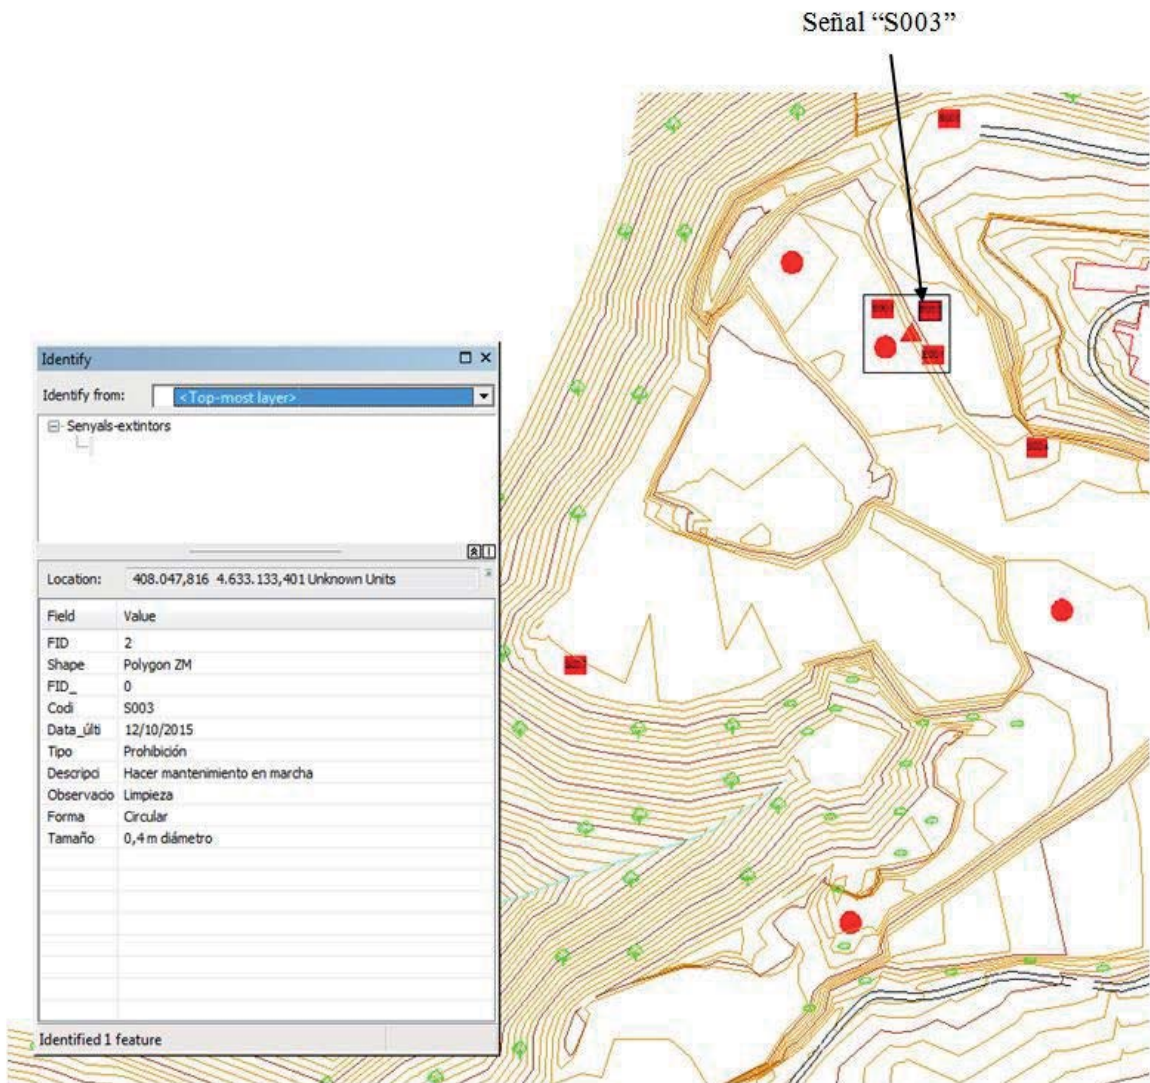 Señal “S003”
Identify
Identify from: <Top-most layer>
Senyals-extintors
Location: 408.047,816 4.633.133,401 Unknown Units
Field Value
FID 2
Shape Polygon ZM
FID_ 0
Codi S003
Data_últi 12/10/2015
Tipo Prohibición
Descripci Hacer mantenimiento en marcha
Observacio Limpieza
Forma Circular
Tamaño 0,4 m diámetro
Identified 1 feature